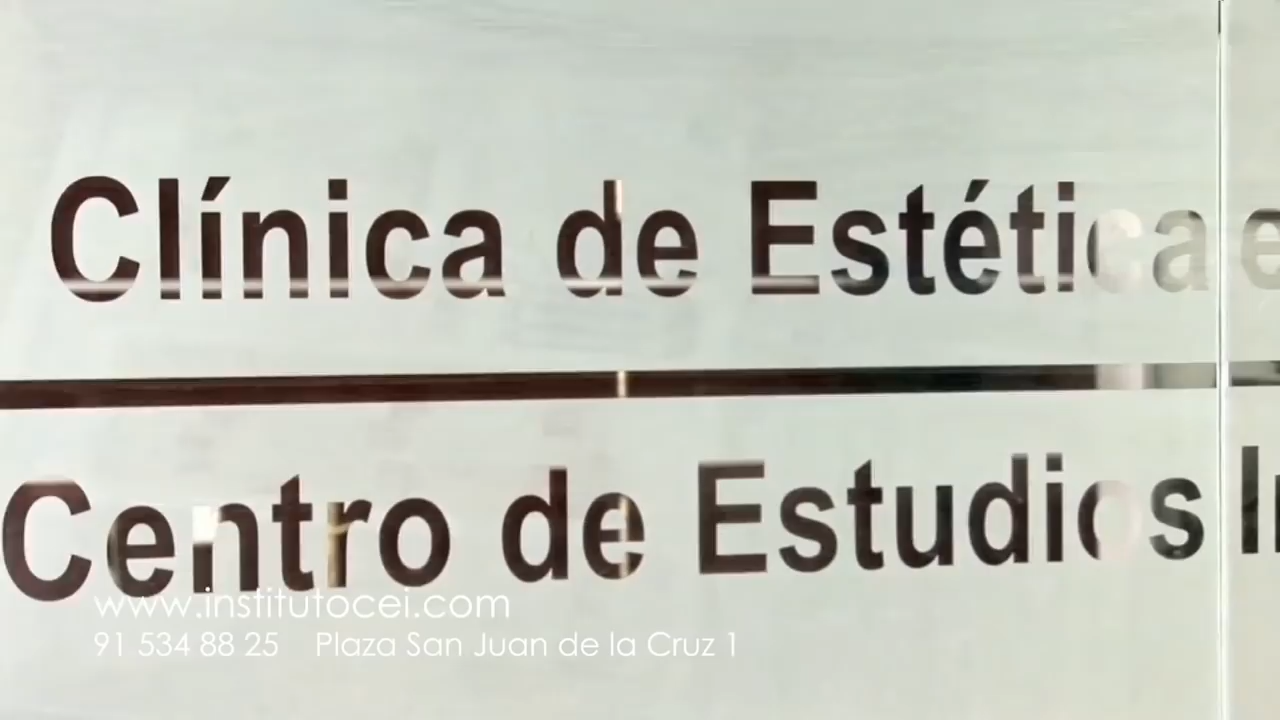 Clínica de Estética
Centro de Estudios
www.institutocei.com
91 534 88 25 Plaza San Juan de la Cruz 1